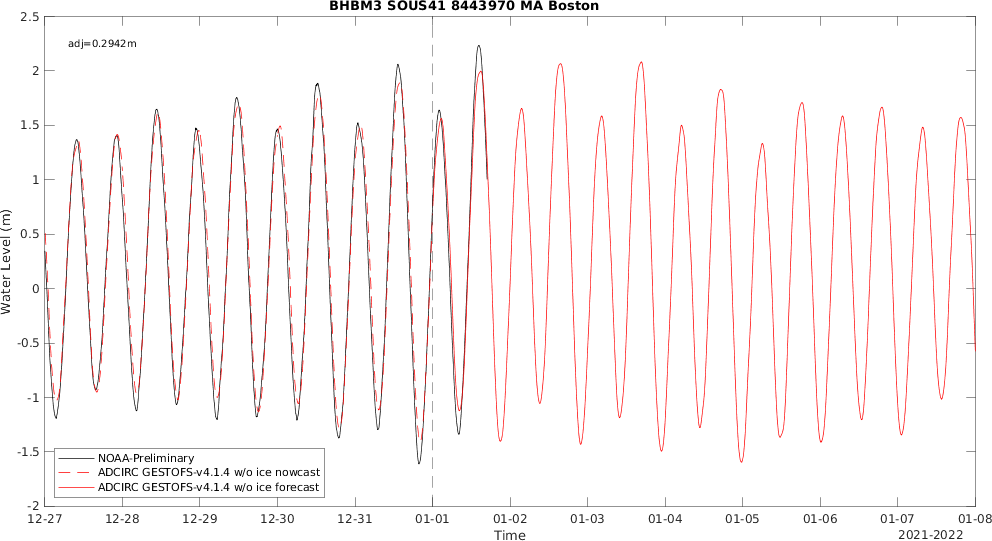 BHBM3 SOUS41 8443970 MA Boston
adj=0.2942m
2.5
2
1.5
1
0.5
0
-0.5
-1
-1.5
-2
Water Level (m)
NOAA-Preliminary
ADCIRC GESTOFS-v4.1.4 w/o ice nowcast
ADCIRC GESTOFS-v4.1.4 w/o ice forecast
12-27 12-28 12-29 12-30 12-31 01-01 01-02 01-03 01-04 01-05 01-06 01-07 01-08
Time
2021-2022